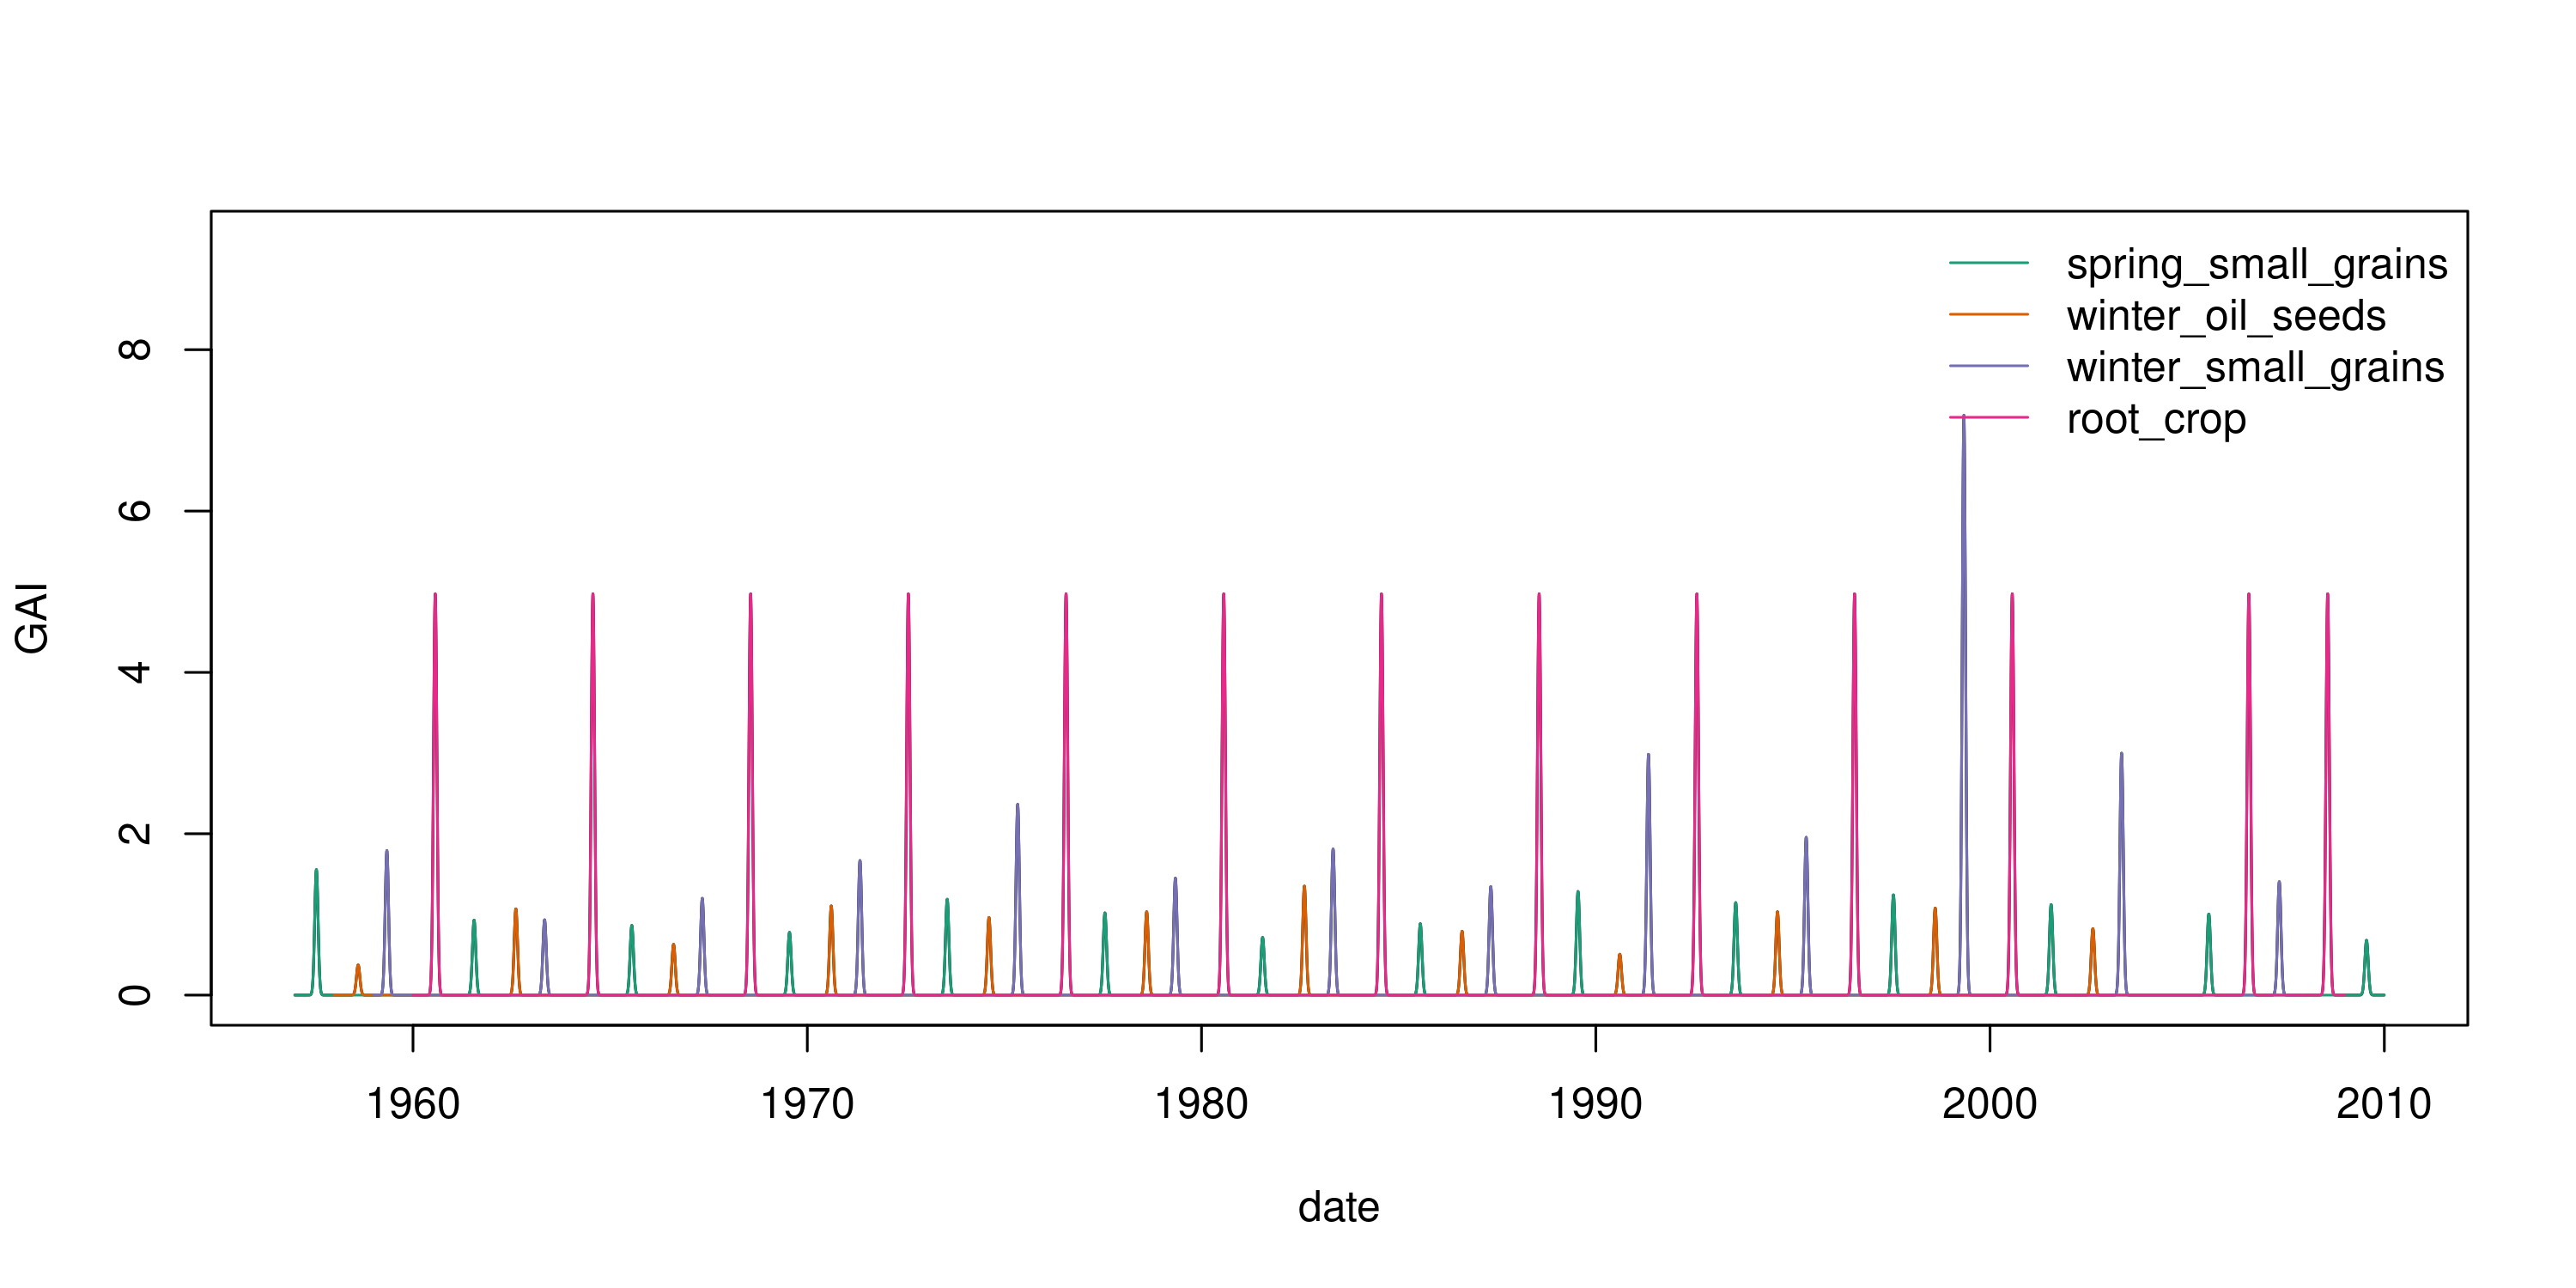 spring_small_grains
winter_oil_seeds
winter_small_grains
root_crop
8
6
4
2
0
GAI
1960 1970 1980 1990 2000 2010
date